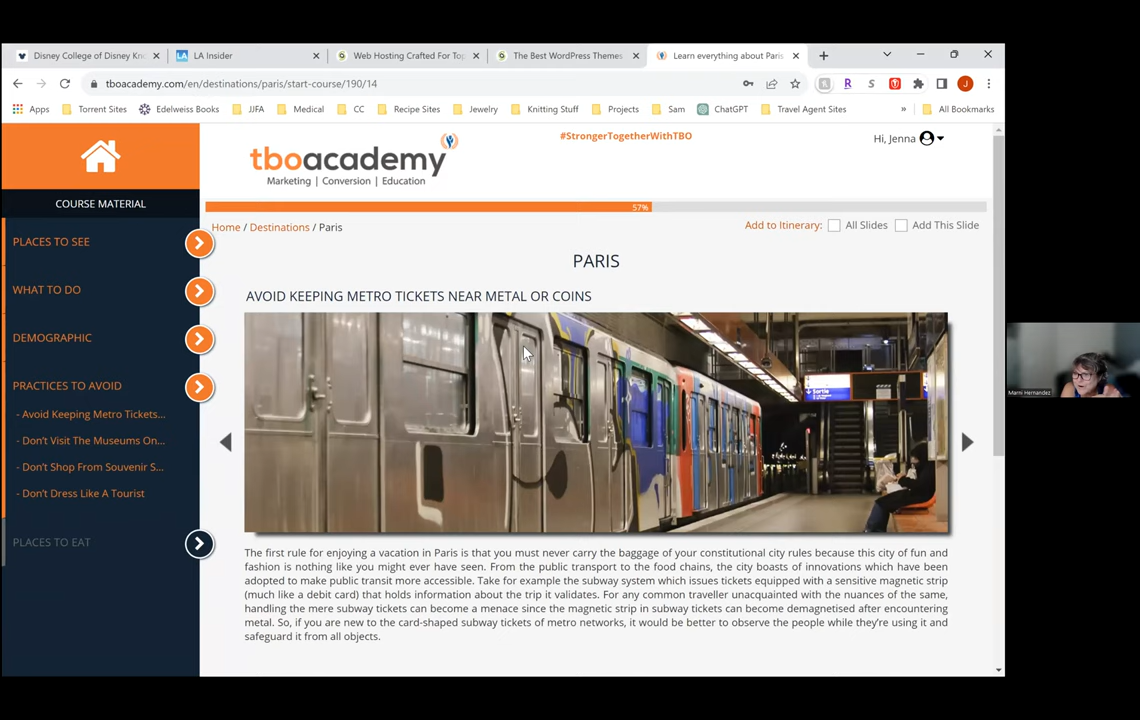 Disney College of Disney Kno
LA Insider
Web Hosting Crafted For Top
The Best WordPress Themes
Learn everything about Paris
tboacademy.com/en/destinations/paris/start-course/190/14
Apps
Torrent Sites
Edelweiss Books
JJFA
Medical
CC
Recipe Sites
Jewelry
Knitting Stuff
Projects
Sam
ChatGPT
Travel Agent Sites
»
All Bookmarks
#StrongerTogetherWithTBO
Hi, Jenna
tboacademy
Marketing | Conversion | Education
COURSE MATERIAL
57%
Home / Destinations / Paris
Add to Itinerary: All Slides Add This Slide
PLACES TO SEE
WHAT TO DO
DEMOGRAPHIC
PRACTICES TO AVOID
- Avoid Keeping Metro Tickets...
- Don't Visit The Museums On...
- Don't Shop From Souvenir S...
- Don't Dress Like A Tourist
PLACES TO EAT
PARIS
AVOID KEEPING METRO TICKETS NEAR METAL OR COINS
Sortie
The first rule for enjoying a vacation in Paris is that you must never carry the baggage of your constitutional city rules because this city of fun and
fashion is nothing like you might ever have seen. From the public transport to the food chains, the city boasts of innovations which have been
adopted to make public transit more accessible. Take for example the subway system which issues tickets equipped with a sensitive magnetic strip
(much like a debit card) that holds information about the trip it validates. For any common traveller unacquainted with the nuances of the same,
handling the mere subway tickets can become a menace since the magnetic strip in subway tickets can become demagnetised after encountering
metal. So, if you are new to the card-shaped subway tickets of metro networks, it would be better to observe the people while they're using it and
safeguard it from all objects.
Marni Hernandez